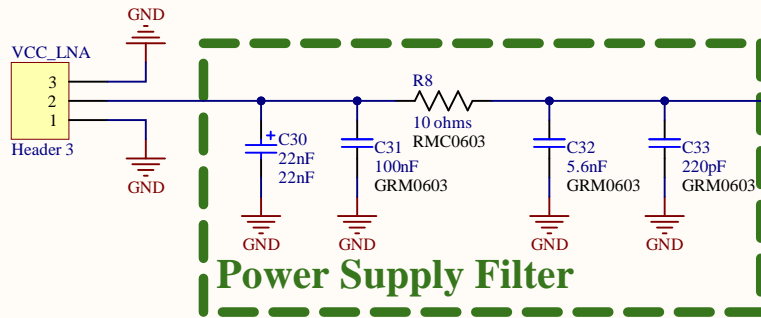 GND
VCC_LNA
3
2
1
Header 3
GND
R8
10 ohms
RMC0603
+
C30
22nF
22nF
C31
100nF
GRM0603
C32
5.6nF
GRM0603
C33
220pF
GRM0603
GND
GND
GND
GND
Power Supply Filter